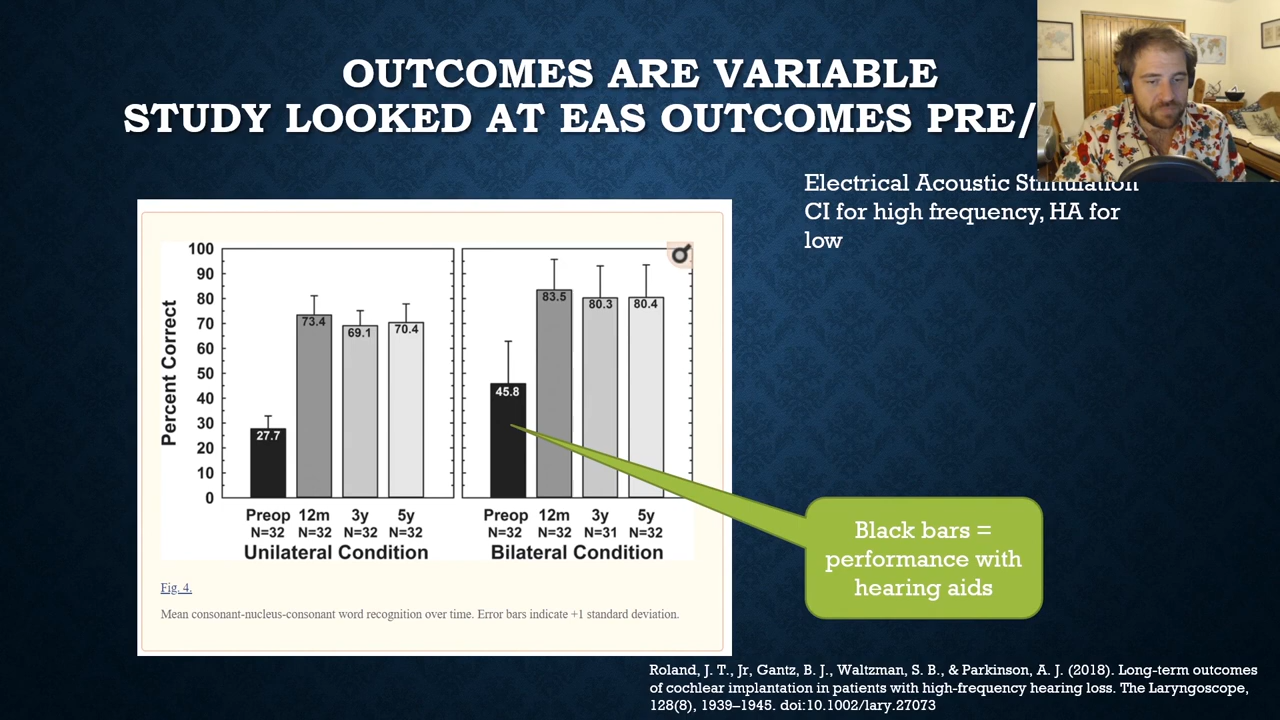 OUTCOMES ARE VARIABLE
STUDY LOOKED AT EAS OUTCOMES PRE/
Electrical Acoustic Stimulation
CI for high frequency, HA for
low
100
90
80
70
60
50
40
30
20
10
0
Percent Correct
27.7
73.4
69.1
70.4
45.8
83.5
80.3
80.4
Preop 12m 3y 5y
N=32 N=32 N=32 N=32
Unilateral Condition
Preop 12m 3y 5y
N=32 N=32 N=31 N=32
Bilateral Condition
Black bars =
performance with
hearing aids
Fig. 4.
Mean consonant-nucleus-consonant word recognition over time. Error bars indicate +1 standard deviation.
Roland, J. T., Jr, Gantz, B. J., Waltzman, S. B., & Parkinson, A. J. (2018). Long-term outcomes
of cochlear implantation in patients with high-frequency hearing loss. The Laryngoscope,
128(8), 1939–1945. doi:10.1002/lary.27073